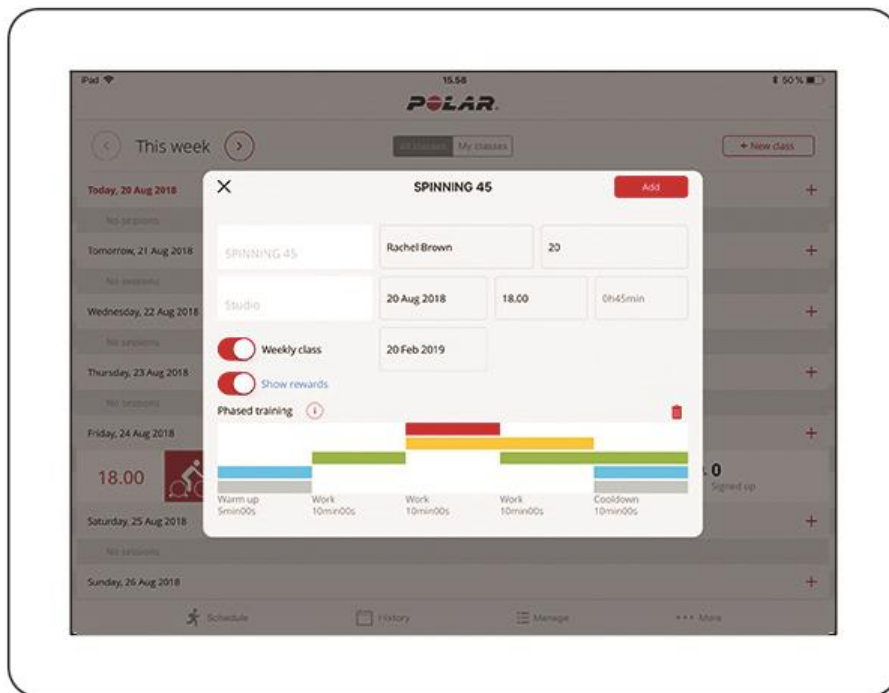 iPad 15.58 50%
POLAR.
This week All classes My classes + New class
Today, 20 Aug 2018 +
No sessions
Tomorrow, 21 Aug 2018 +
No sessions
Wednesday, 22 Aug 2018 +
No sessions
Thursday, 23 Aug 2018 +
No sessions
Friday, 24 Aug 2018 +
18.00 0
Signed up
Saturday, 25 Aug 2018 +
No sessions
Sunday, 26 Aug 2018 +
Schedule History Manage More
SPINNING 45 Add
SPINNING 45 Rachel Brown 20
Studio 20 Aug 2018 18.00 0h45min
Weekly class 20 Feb 2019
Show rewards
Phased training i
Warm up Work Work Work Cooldown
5min00s 10min00s 10min00s 10min00s 10min00s